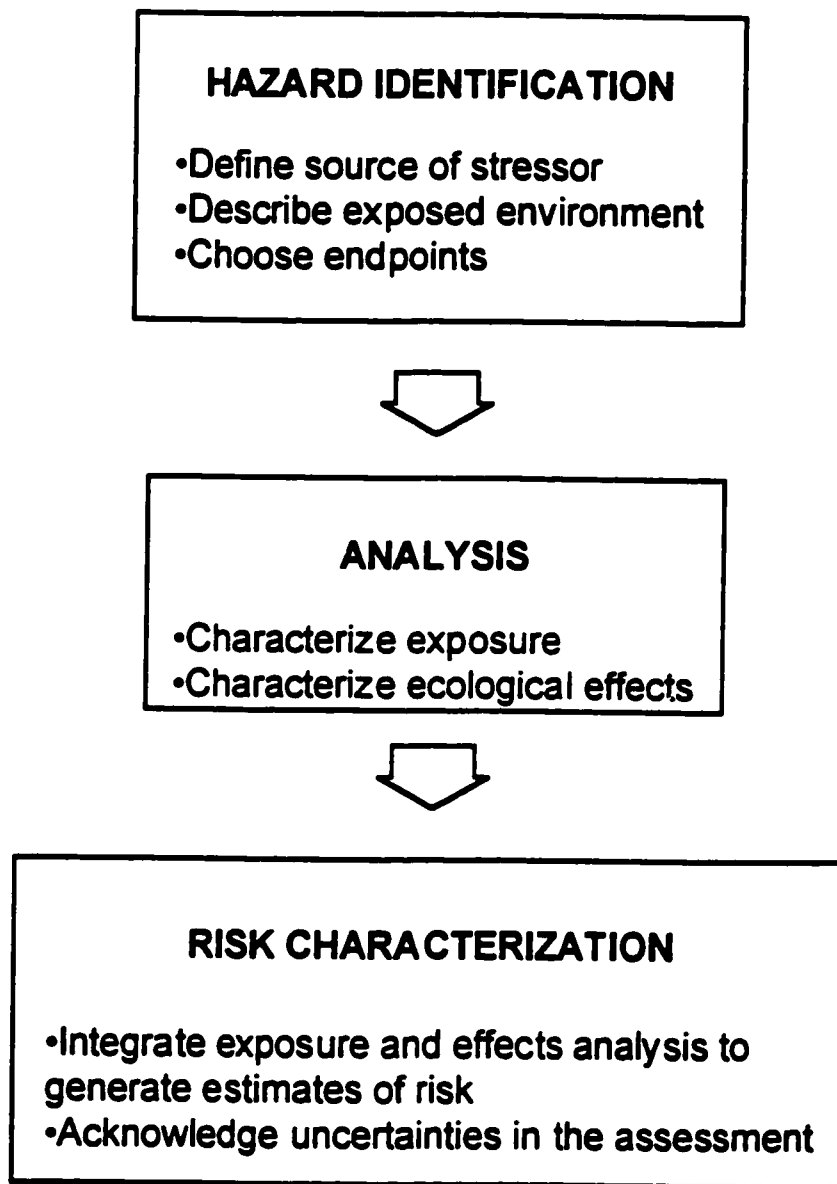 HAZARD IDENTIFICATION
•Define source of stressor
•Describe exposed environment
•Choose endpoints
ANALYSIS
•Characterize exposure
•Characterize ecological effects
RISK CHARACTERIZATION
•Integrate exposure and effects analysis to
generate estimates of risk
•Acknowledge uncertainties in the assessment